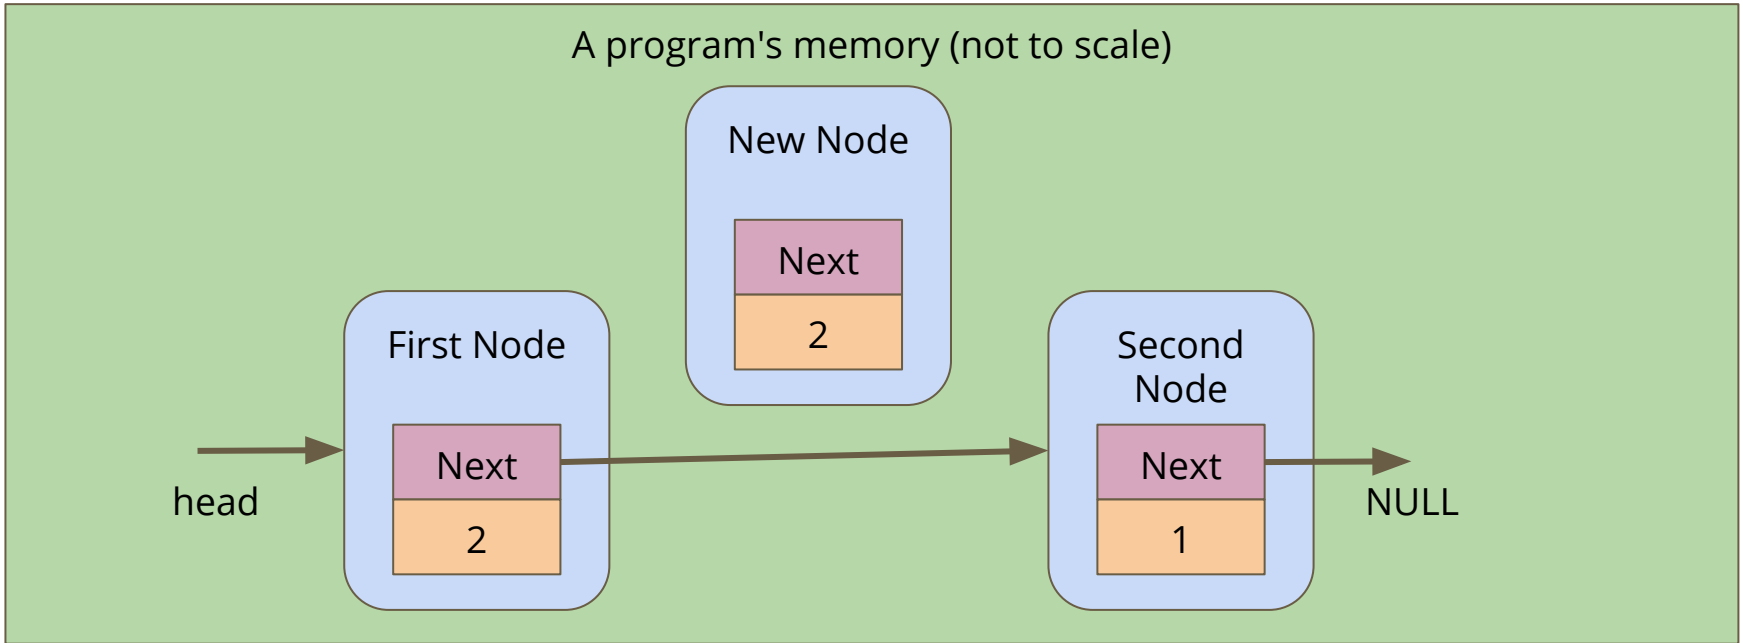 A program's memory (not to scale)
New Node
Next
2
First Node
Next
2
Second
Node
Next
1
head
NULL